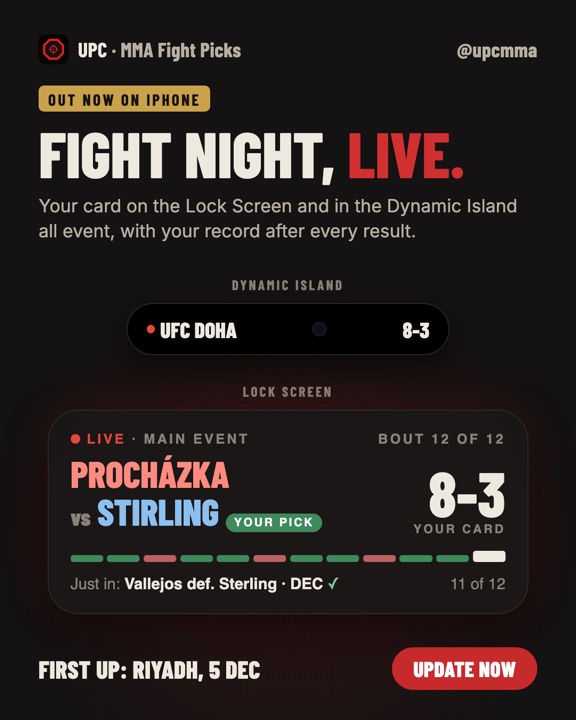 UPC · MMA Fight Picks
@upcmma
OUT NOW ON IPHONE
FIGHT NIGHT, LIVE.
Your card on the Lock Screen and in the Dynamic Island
all event, with your record after every result.
DYNAMIC ISLAND
UFC DOHA
8-3
LOCK SCREEN
LIVE · MAIN EVENT
BOUT 12 OF 12
PROCHÁZKA
vs STIRLING YOUR PICK
8-3
YOUR CARD
Just in: Vallejos def. Sterling · DEC ✓
11 of 12
FIRST UP: RIYADH, 5 DEC
UPDATE NOW